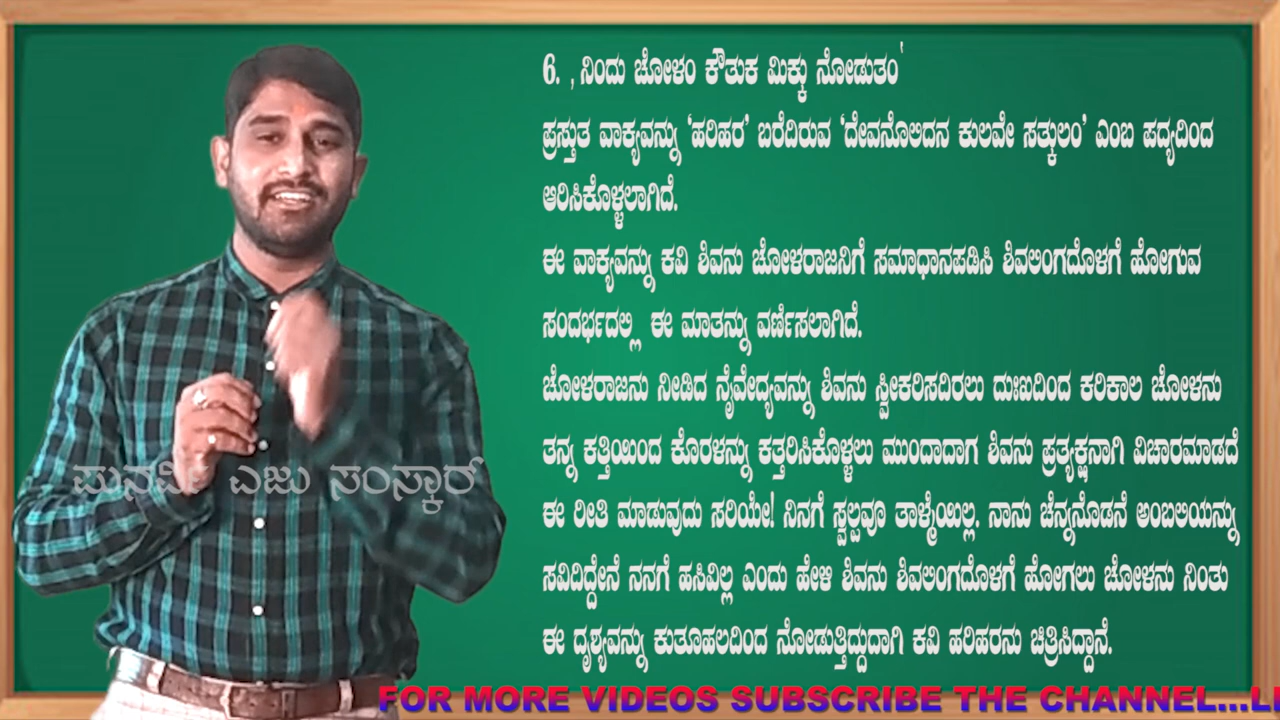 6. , ನಿಂದು ಚೋಳಂ ಕೌತುಕ ಮಿಕ್ಕು ನೋಡುತಂ'
ಪ್ರಸ್ತುತ ವಾಕ್ಯವನ್ನು 'ಹರಿಹರ' ಬರೆದಿರುವ 'ದೇವನೊಲಿದನ ಕುಲವೇ ಸತ್ಕುಲಂ' ಎಂಬ ಪದ್ಯದಿಂದ
ಆರಿಸಿಕೊಳ್ಳಲಾಗಿದೆ.
ಈ ವಾಕ್ಯವನ್ನು ಕವಿ ಶಿವನು ಚೋಳರಾಜನಿಗೆ ಸಮಾಧಾನಪಡಿಸಿ ಶಿವಲಿಂಗದೊಳಗೆ ಹೋಗುವ
ಸಂದರ್ಭದಲ್ಲಿ ಈ ಮಾತನ್ನು ವರ್ಣಿಸಲಾಗಿದೆ.
ಚೋಳರಾಜನು ನೀಡಿದ ನೈವೇದ್ಯವನ್ನು ಶಿವನು ಸ್ವೀಕರಿಸದಿರಲು ದುಃಖದಿಂದ ಕರಿಕಾಲ ಚೋಳನು
ತನ್ನ ಕತ್ತಿಯಿಂದ ಕೊರಳನ್ನು ಕತ್ತರಿಸಿಕೊಳ್ಳಲು ಮುಂದಾದಾಗ ಶಿವನು ಪ್ರತ್ಯಕ್ಷನಾಗಿ ವಿಚಾರಮಾಡದೆ
ಈ ರೀತಿ ಮಾಡುವುದು ಸರಿಯೇ! ನಿನಗೆ ಸ್ವಲ್ಪವೂ ತಾಳ್ಮೆಯಿಲ್ಲ. ನಾನು ಚೆನ್ನನೊಡನೆ ಅಂಬಲಿಯನ್ನು
ಸವಿದಿದ್ದೇನೆ ನನಗೆ ಹಸಿವಿಲ್ಲ ಎಂದು ಹೇಳಿ ಶಿವನು ಶಿವಲಿಂಗದೊಳಗೆ ಹೋಗಲು ಚೋಳನು ನಿಂತು
ಈ ದೃಶ್ಯವನ್ನು ಕುತೂಹಲದಿಂದ ನೋಡುತ್ತಿದ್ದುದಾಗಿ ಕವಿ ಹರಿಹರನು ಚಿತ್ರಿಸಿದ್ದಾನೆ.
ಎಜು ಸಂಸ್ಕಾರ್
FOR MORE VIDEOS SUBSCRIBE THE CHANNEL...